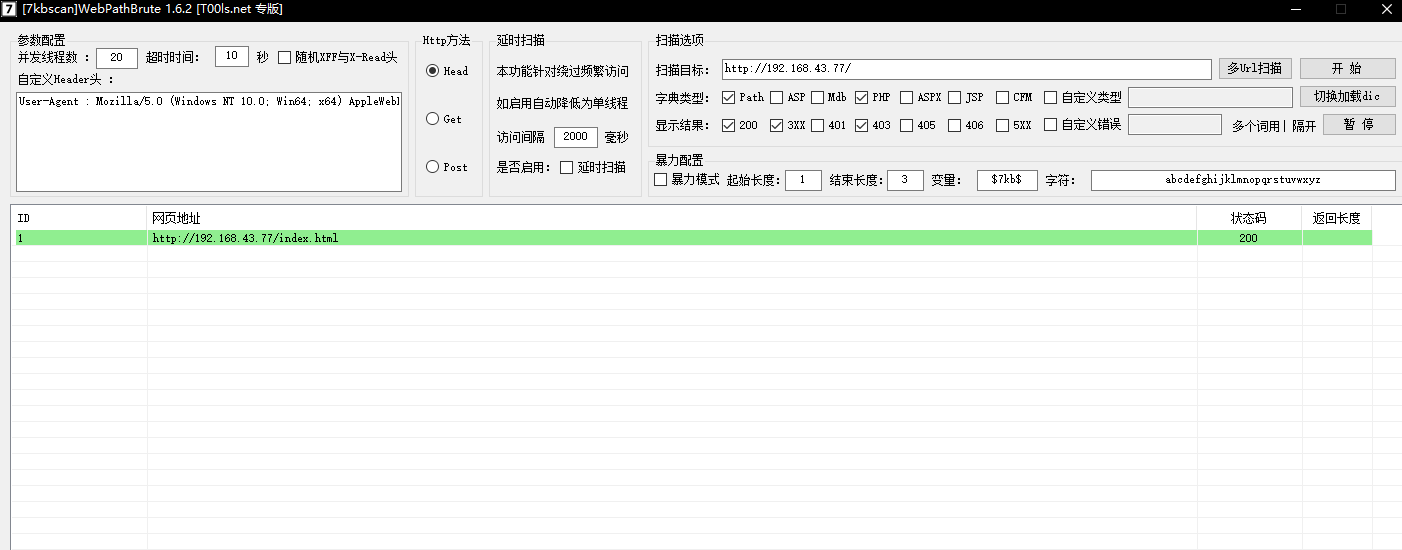 7 [7kbscan]WebPathBrute 1.6.2 [T00ls.net 专版]
参数配置
并发线程数 : 20 超时时间: 10 秒 随机XFF与X-Read头
自定义Header头 :
User-Agent : Mozilla/5.0 (Windows NT 10.0; Win64; x64) AppleWebK
Http方法
Head
Get
Post
延时扫描
本功能针对绕过频繁访问
如启用自动降低为单线程
访问间隔 2000 毫秒
是否启用: 延时扫描
扫描选项
扫描目标: http://192.168.43.77/ 多Url扫描 开 始
字典类型: Path ASP Mdb PHP ASPX JSP CFM 自定义类型 切换加载dic
显示结果: 200 3XX 401 403 405 406 5XX 自定义错误 多个词用| 隔开 暂 停
暴力配置
暴力模式 起始长度: 1 结束长度: 3 变量: $7kb$ 字符: abcdefghijklmnopqrstuvwxyz
ID 网页地址 状态码 返回长度
1 http://192.168.43.77/index.html 200